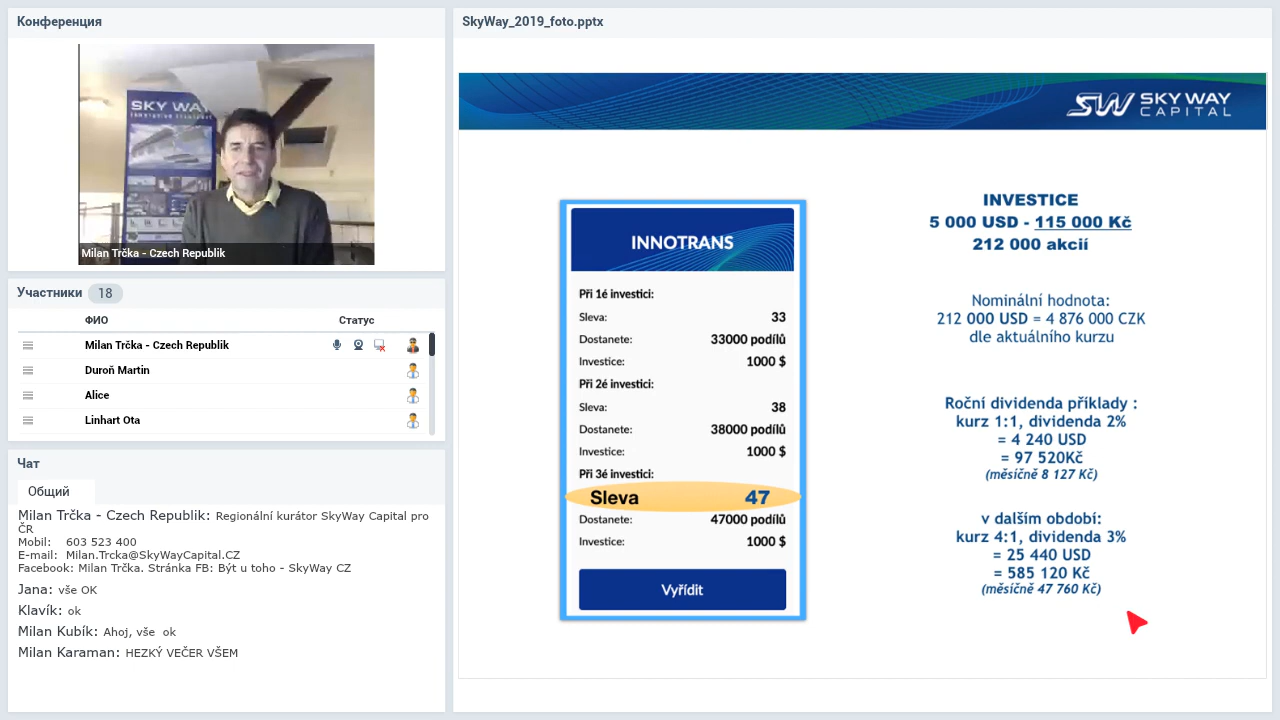 Конференция
SKY WAY
Milan Trčka - Czech Republik
Участники 18
ФИО Статус
Milan Trčka - Czech Republik
Duroň Martin
Alice
Linhart Ota
Чат
Общий
Milan Trčka - Czech Republik: Regionální kurátor SkyWay Capital pro
ČR
Mobil: 603 523 400
E-mail: Milan.Trcka@SkyWayCapital.CZ
Facebook: Milan Trčka. Stránka FB: Být u toho - SkyWay CZ
Jana: vše OK
Klavík: ok
Milan Kubík: Ahoj, vše ok
Milan Karaman: HEZKÝ VEČER VŠEM
SkyWay_2019_foto.pptx
SW SKY WAY
CAPITAL
INNOTRANS
Při 1é investici:
Sleva: 33
Dostanete: 33000 podílů
Investice: 1000 $
Při 2é investici:
Sleva: 38
Dostanete: 38000 podílů
Investice: 1000 $
Při 3é investici:
Sleva 47
Dostanete: 47000 podílů
Investice: 1000 $
Vyřídit
INVESTICE
5 000 USD - 115 000 Kč
212 000 akcií
Nominální hodnota:
212 000 USD = 4 876 000 CZK
dle aktuálního kurzu
Roční dividenda příklady :
kurz 1:1, dividenda 2%
= 4 240 USD
= 97 520Kč
(měsíčně 8 127 Kč)
v dalším období:
kurz 4:1, dividenda 3%
= 25 440 USD
= 585 120 Kč
(měsíčně 47 760 Kč)